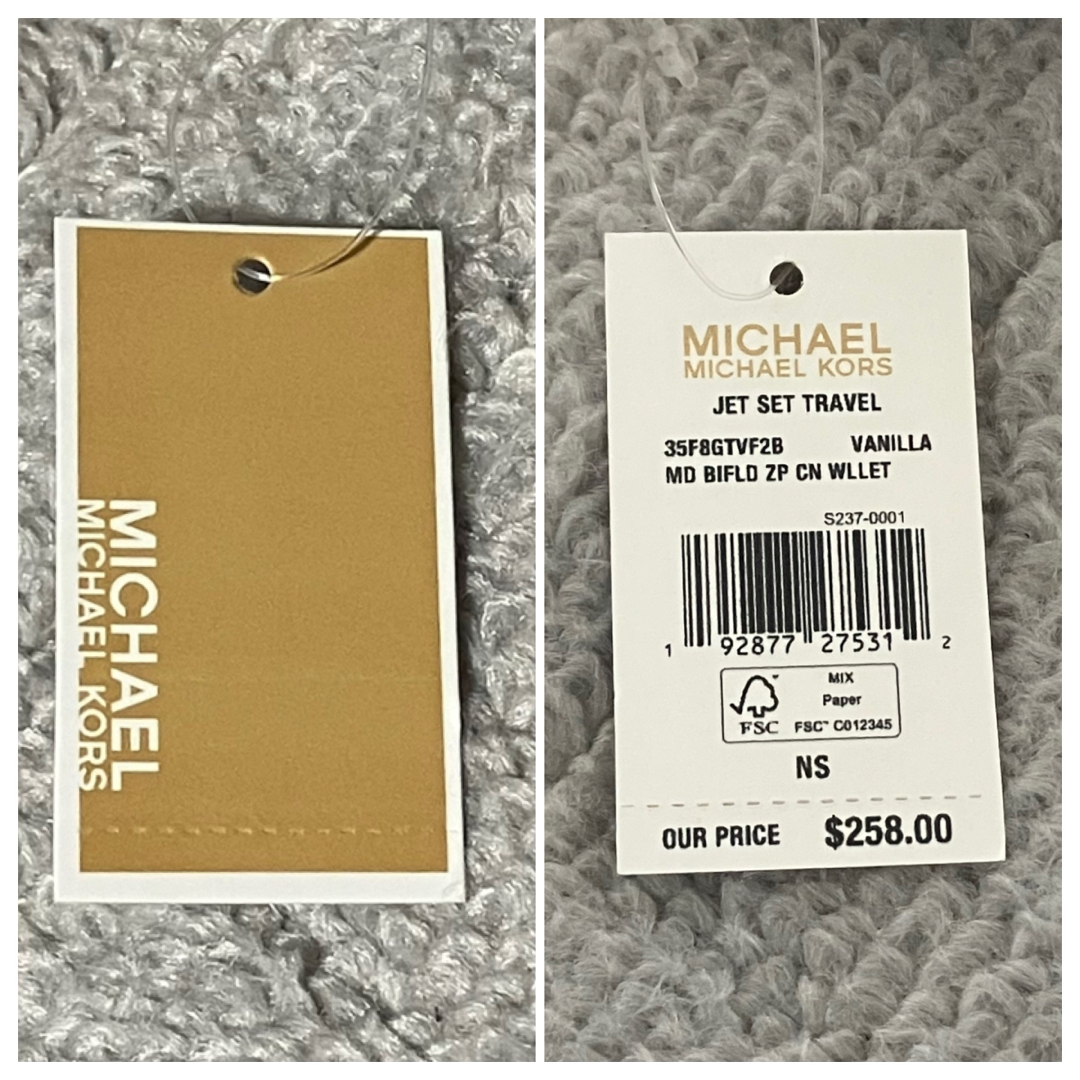 MICHAEL
MICHAEL KORS
MICHAEL
MICHAEL KORS
JET SET TRAVEL
35F8GTVF2B VANILLA
MD BIFLD ZP CN WLLET
S237-0001
1 92877 27531 2
MIX
Paper
FSC FSC™ C012345
NS
OUR PRICE $258.00